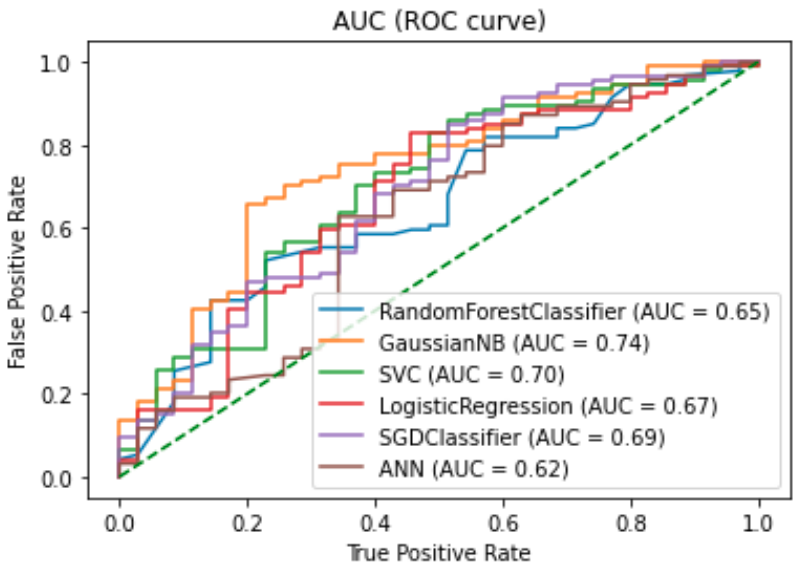 AUC (ROC curve)
False Positive Rate
1.0
0.8
0.6
0.4
0.2
0.0
RandomForestClassifier (AUC = 0.65)
GaussianNB (AUC = 0.74)
SVC (AUC = 0.70)
LogisticRegression (AUC = 0.67)
SGDClassifier (AUC = 0.69)
ANN (AUC = 0.62)
0.0 0.2 0.4 0.6 0.8 1.0
True Positive Rate